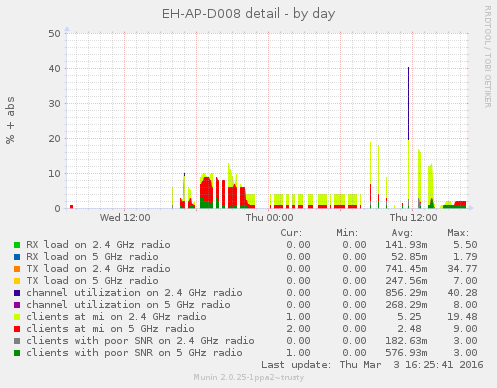 EH-AP-D008 detail - by day
RRDTOOL / TOBI OETIKER
% + abs
50
40
30
20
10
0
Wed 12:00 Thu 00:00 Thu 12:00
Cur: Min: Avg: Max:
RX load on 2.4 GHz radio 0.00 0.00 141.93m 5.50
RX load on 5 GHz radio 0.00 0.00 52.85m 1.79
TX load on 2.4 GHz radio 0.00 0.00 741.45m 34.77
TX load on 5 GHz radio 0.00 0.00 247.56m 7.00
channel utilization on 2.4 GHz radio 0.00 0.00 856.29m 40.28
channel utilization on 5 GHz radio 0.00 0.00 268.29m 8.00
clients at mi on 2.4 GHz radio 1.00 0.00 5.25 19.48
clients at mi on 5 GHz radio 2.00 0.00 2.48 9.00
clients with poor SNR on 2.4 GHz radio 0.00 0.00 182.63m 3.00
clients with poor SNR on 5 GHz radio 1.00 0.00 576.93m 3.00
Last update: Thu Mar 3 16:25:41 2016
Munin 2.0.25-1ppa2~trusty